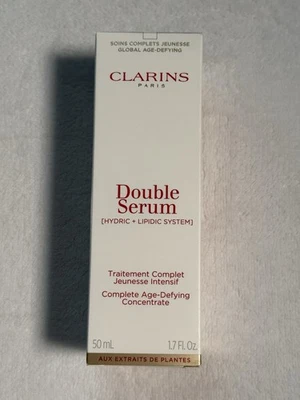 SOINS COMPLETS JEUNESSE
GLOBAL AGE-DEFYING
CLARINS
PARIS
Double
Serum
[HYDRIC + LIPIDIC SYSTEM]
Traitement Complet
Jeunesse Intensif
Complete Age-Defying
Concentrate
50 mL 1.7 Fl. Oz.
AUX EXTRAITS DE PLANTES